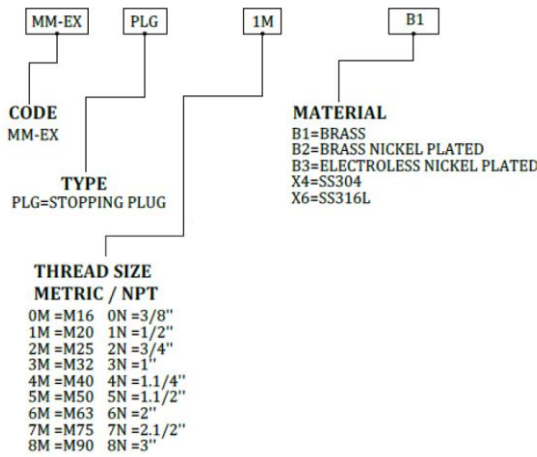 MM-EX PLG 1M B1
CODE
MM-EX
TYPE
PLG=STOPPING PLUG
THREAD SIZE
METRIC / NPT
0M =M16 0N =3/8"
1M =M20 1N =1/2"
2M =M25 2N =3/4"
3M =M32 3N =1"
4M =M40 4N =1.1/4"
5M =M50 5N =1.1/2"
6M =M63 6N =2"
7M =M75 7N =2.1/2"
8M =M90 8N =3"
MATERIAL
B1=BRASS
B2=BRASS NICKEL PLATED
B3=ELECTROLESS NICKEL PLATED
X4=SS304
X6=SS316L